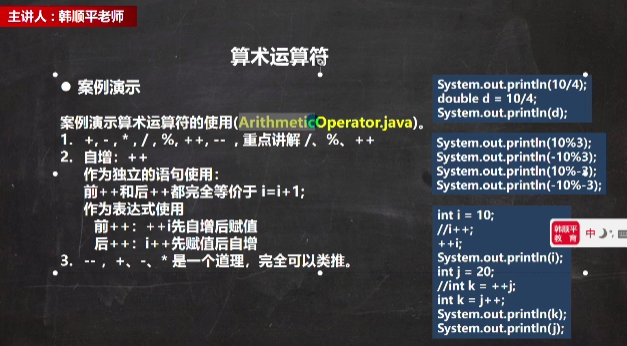 主讲人：韩顺平老师
算术运算符
案例演示
案例演示算术运算符的使用(ArithmeticOperator.java)。
1. +, - , * , / , %, ++, -- , 重点讲解 /、%、++
2. 自增：++
作为独立的语句使用：
前++和后++都完全等价于 i=i+1;
作为表达式使用
前++：++i先自增后赋值
后++：i++先赋值后自增
3. -- , +、-、* 是一个道理，完全可以类推。
System.out.println(10/4);
double d = 10/4;
System.out.println(d);
System.out.println(10%3);
System.out.println(-10%3);
System.out.println(10%-3);
System.out.println(-10%-3);
int i = 10;
//i++;
++i;
System.out.println(i);
int j = 20;
//int k = ++j;
int k = j++;
System.out.println(k);
System.out.println(j);
韩顺平
教 育
中